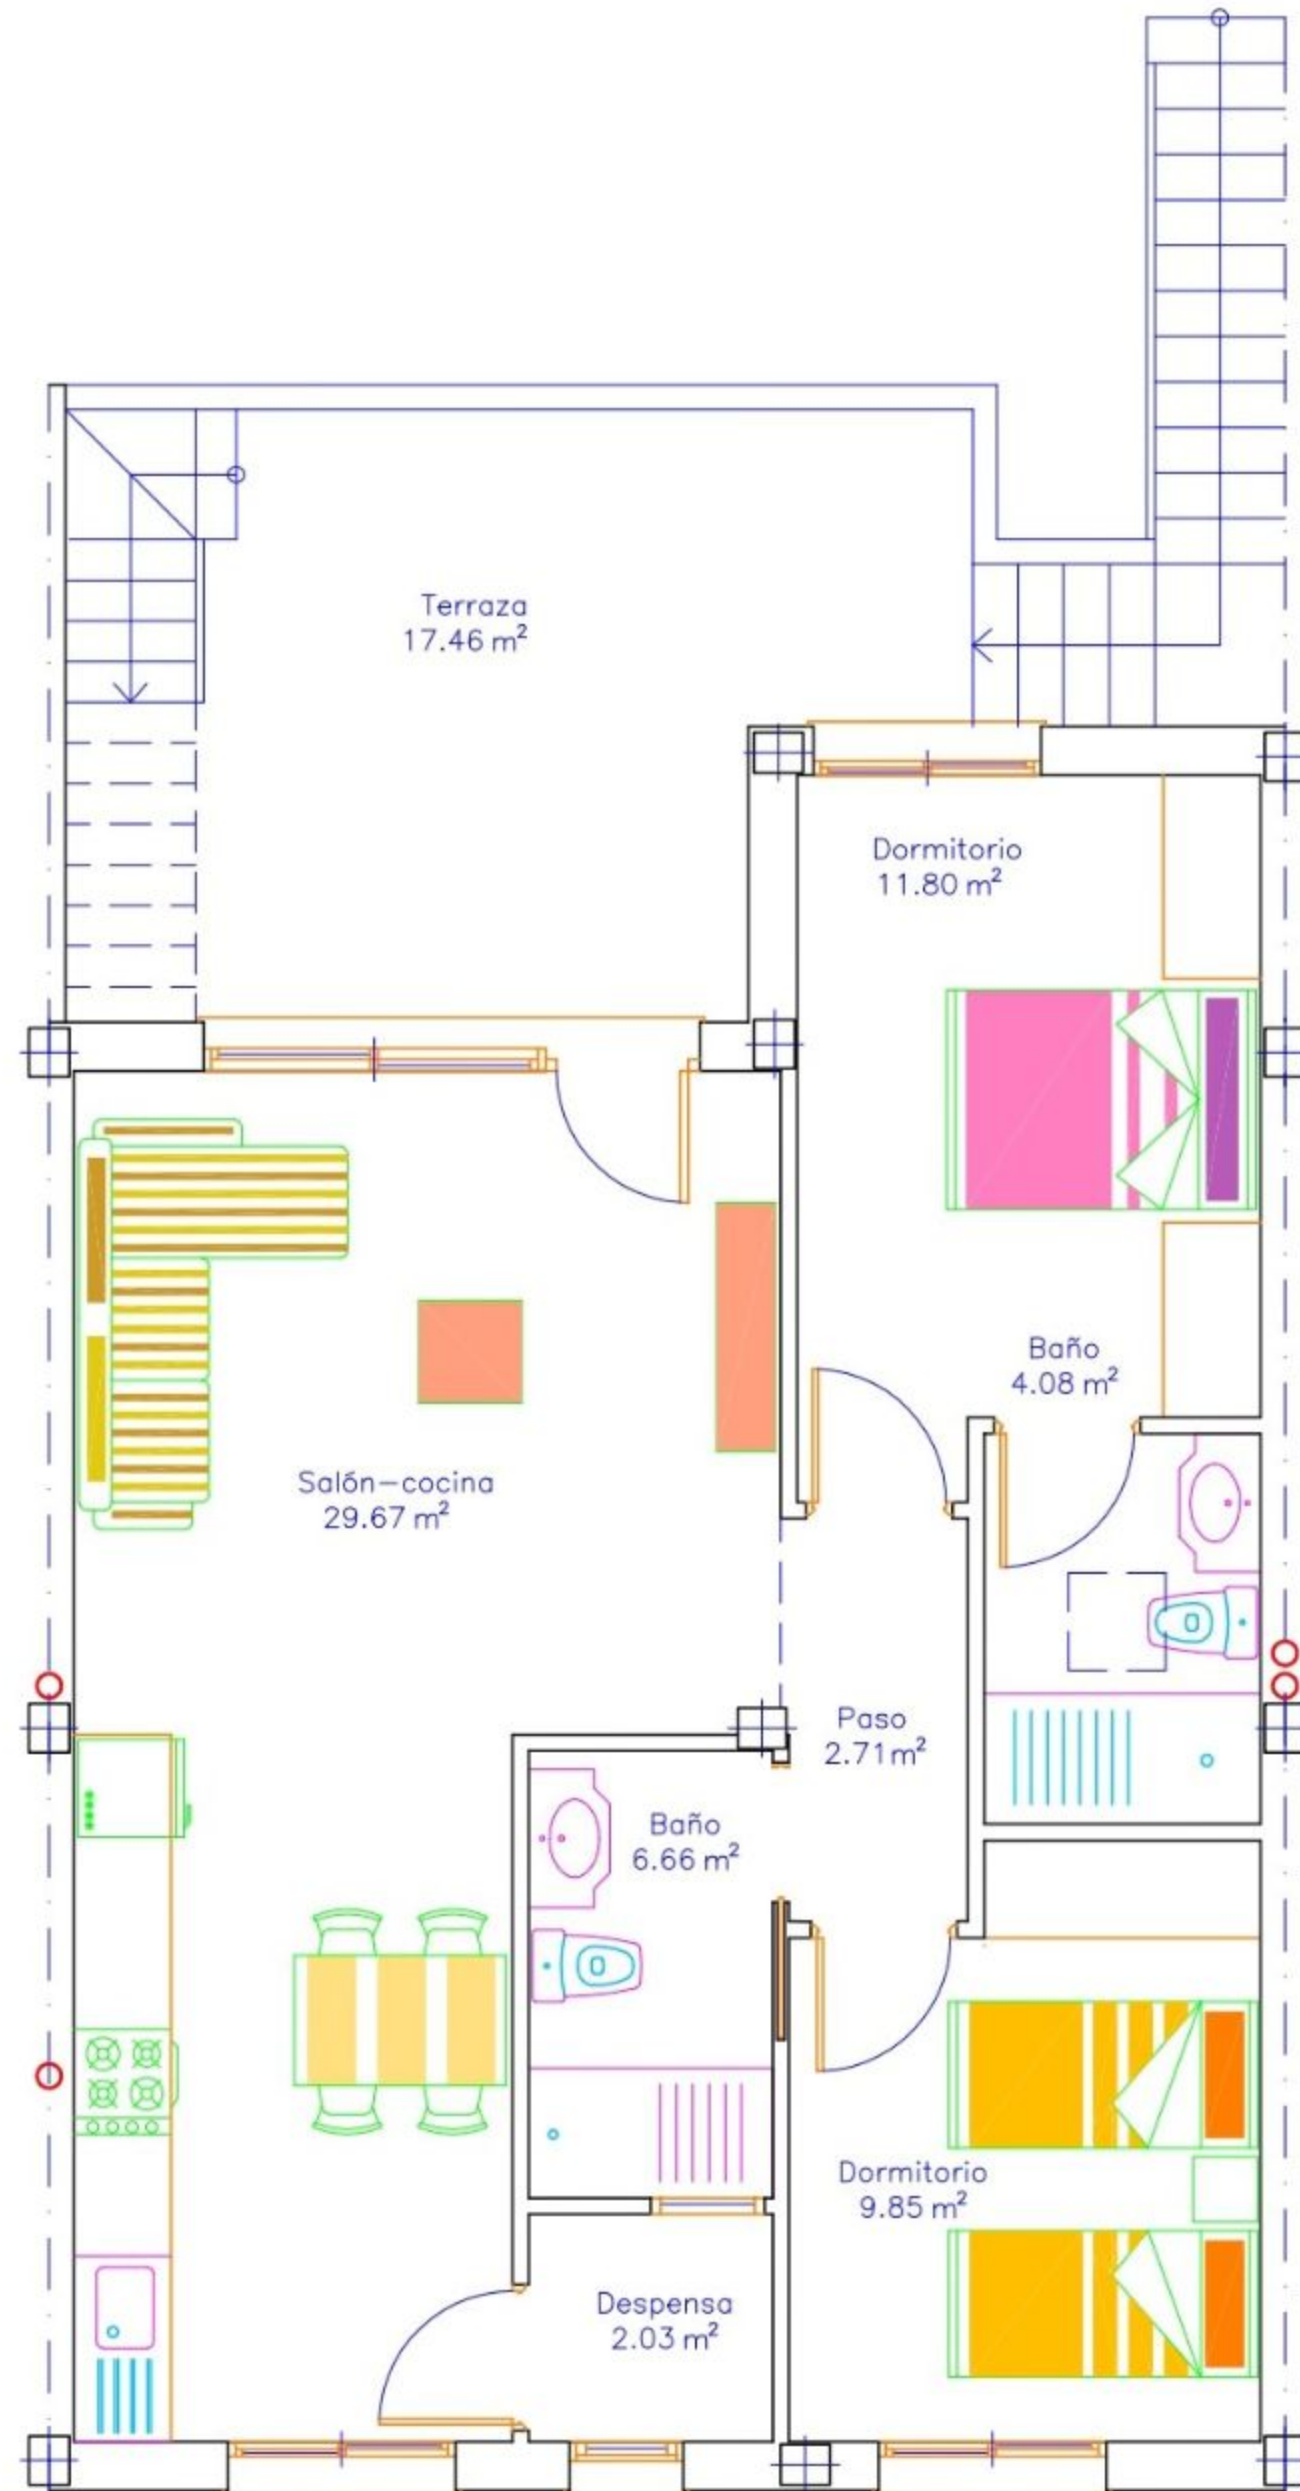 Terraza
17.46 m²
Dormitorio
11.80 m²
Baño
4.08 m²
Salón-cocina
29.67 m²
Paso
2.71 m²
Baño
6.66 m²
Dormitorio
9.85 m²
Despensa
2.03 m²